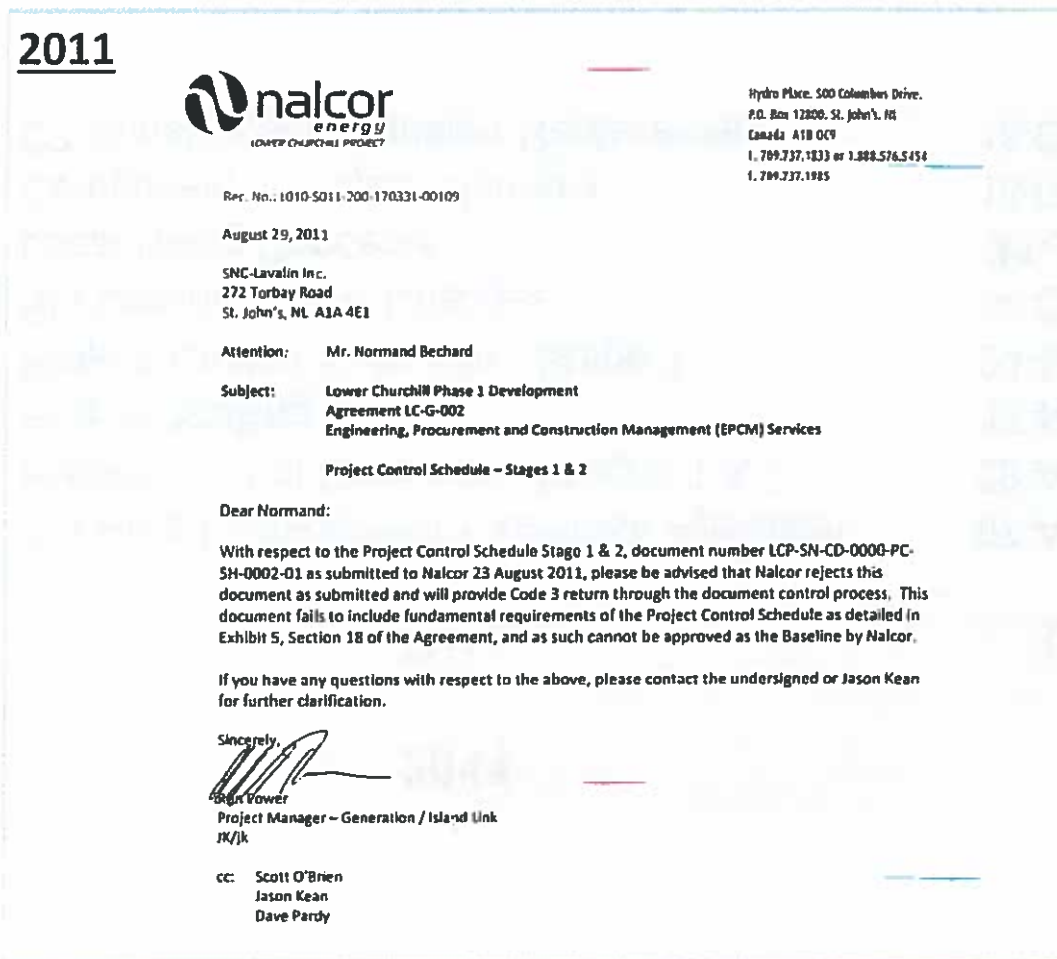 2011
nalcor
energy
LOWER CHURCHILL PROJECT
Hydro Place. 500 Columbus Drive.
P.O. Box 12800. St. John's. NL
Canada A1B 0C9
t. 709.737.1833 or 1.888.576.5454
f. 709.737.1985
Rec. No.: 1010-S011-200-170331-00109
August 29, 2011
SNC-Lavalin Inc.
272 Torbay Road
St. John's, NL A1A 4E1
Attention: Mr. Normand Bechard
Subject: Lower Churchill Phase 1 Development
Agreement LC-G-002
Engineering, Procurement and Construction Management (EPCM) Services
Project Control Schedule – Stages 1 & 2
Dear Normand:
With respect to the Project Control Schedule Stage 1 & 2, document number LCP-SN-CD-0000-PC-
SH-0002-01 as submitted to Nalcor 23 August 2011, please be advised that Nalcor rejects this
document as submitted and will provide Code 3 return through the document control process. This
document fails to include fundamental requirements of the Project Control Schedule as detailed in
Exhibit 5, Section 18 of the Agreement, and as such cannot be approved as the Baseline by Nalcor.
If you have any questions with respect to the above, please contact the undersigned or Jason Kean
for further clarification.
Sincerely,
Ron Power
Project Manager – Generation / Island Link
JK/jk
cc: Scott O'Brien
Jason Kean
Dave Pardy